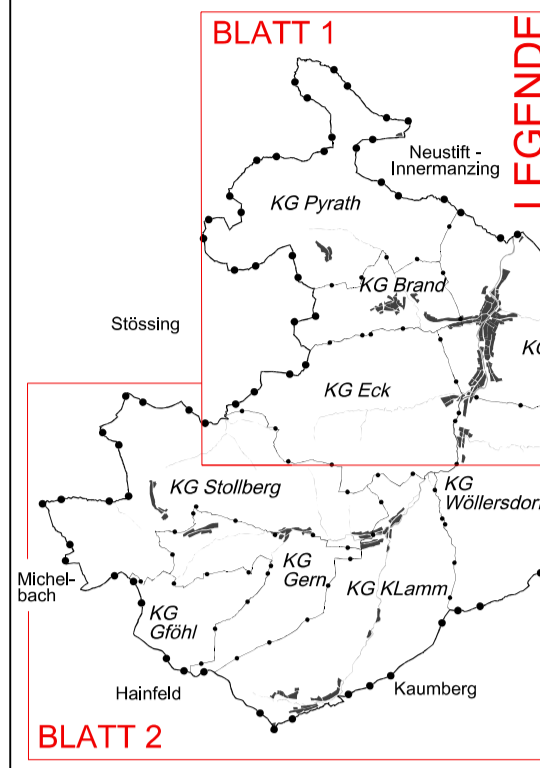 BLATT 1
LEGENDE
Neustift -
Innermanzing
KG Pyrath
KG Brand
Stössing
KG
KG Eck
KG Stollberg
KG
Wöllersdorf
KG
Gern
KG KLamm
Michel-
bach
KG
Gföhl
Hainfeld
Kaumberg
BLATT 2